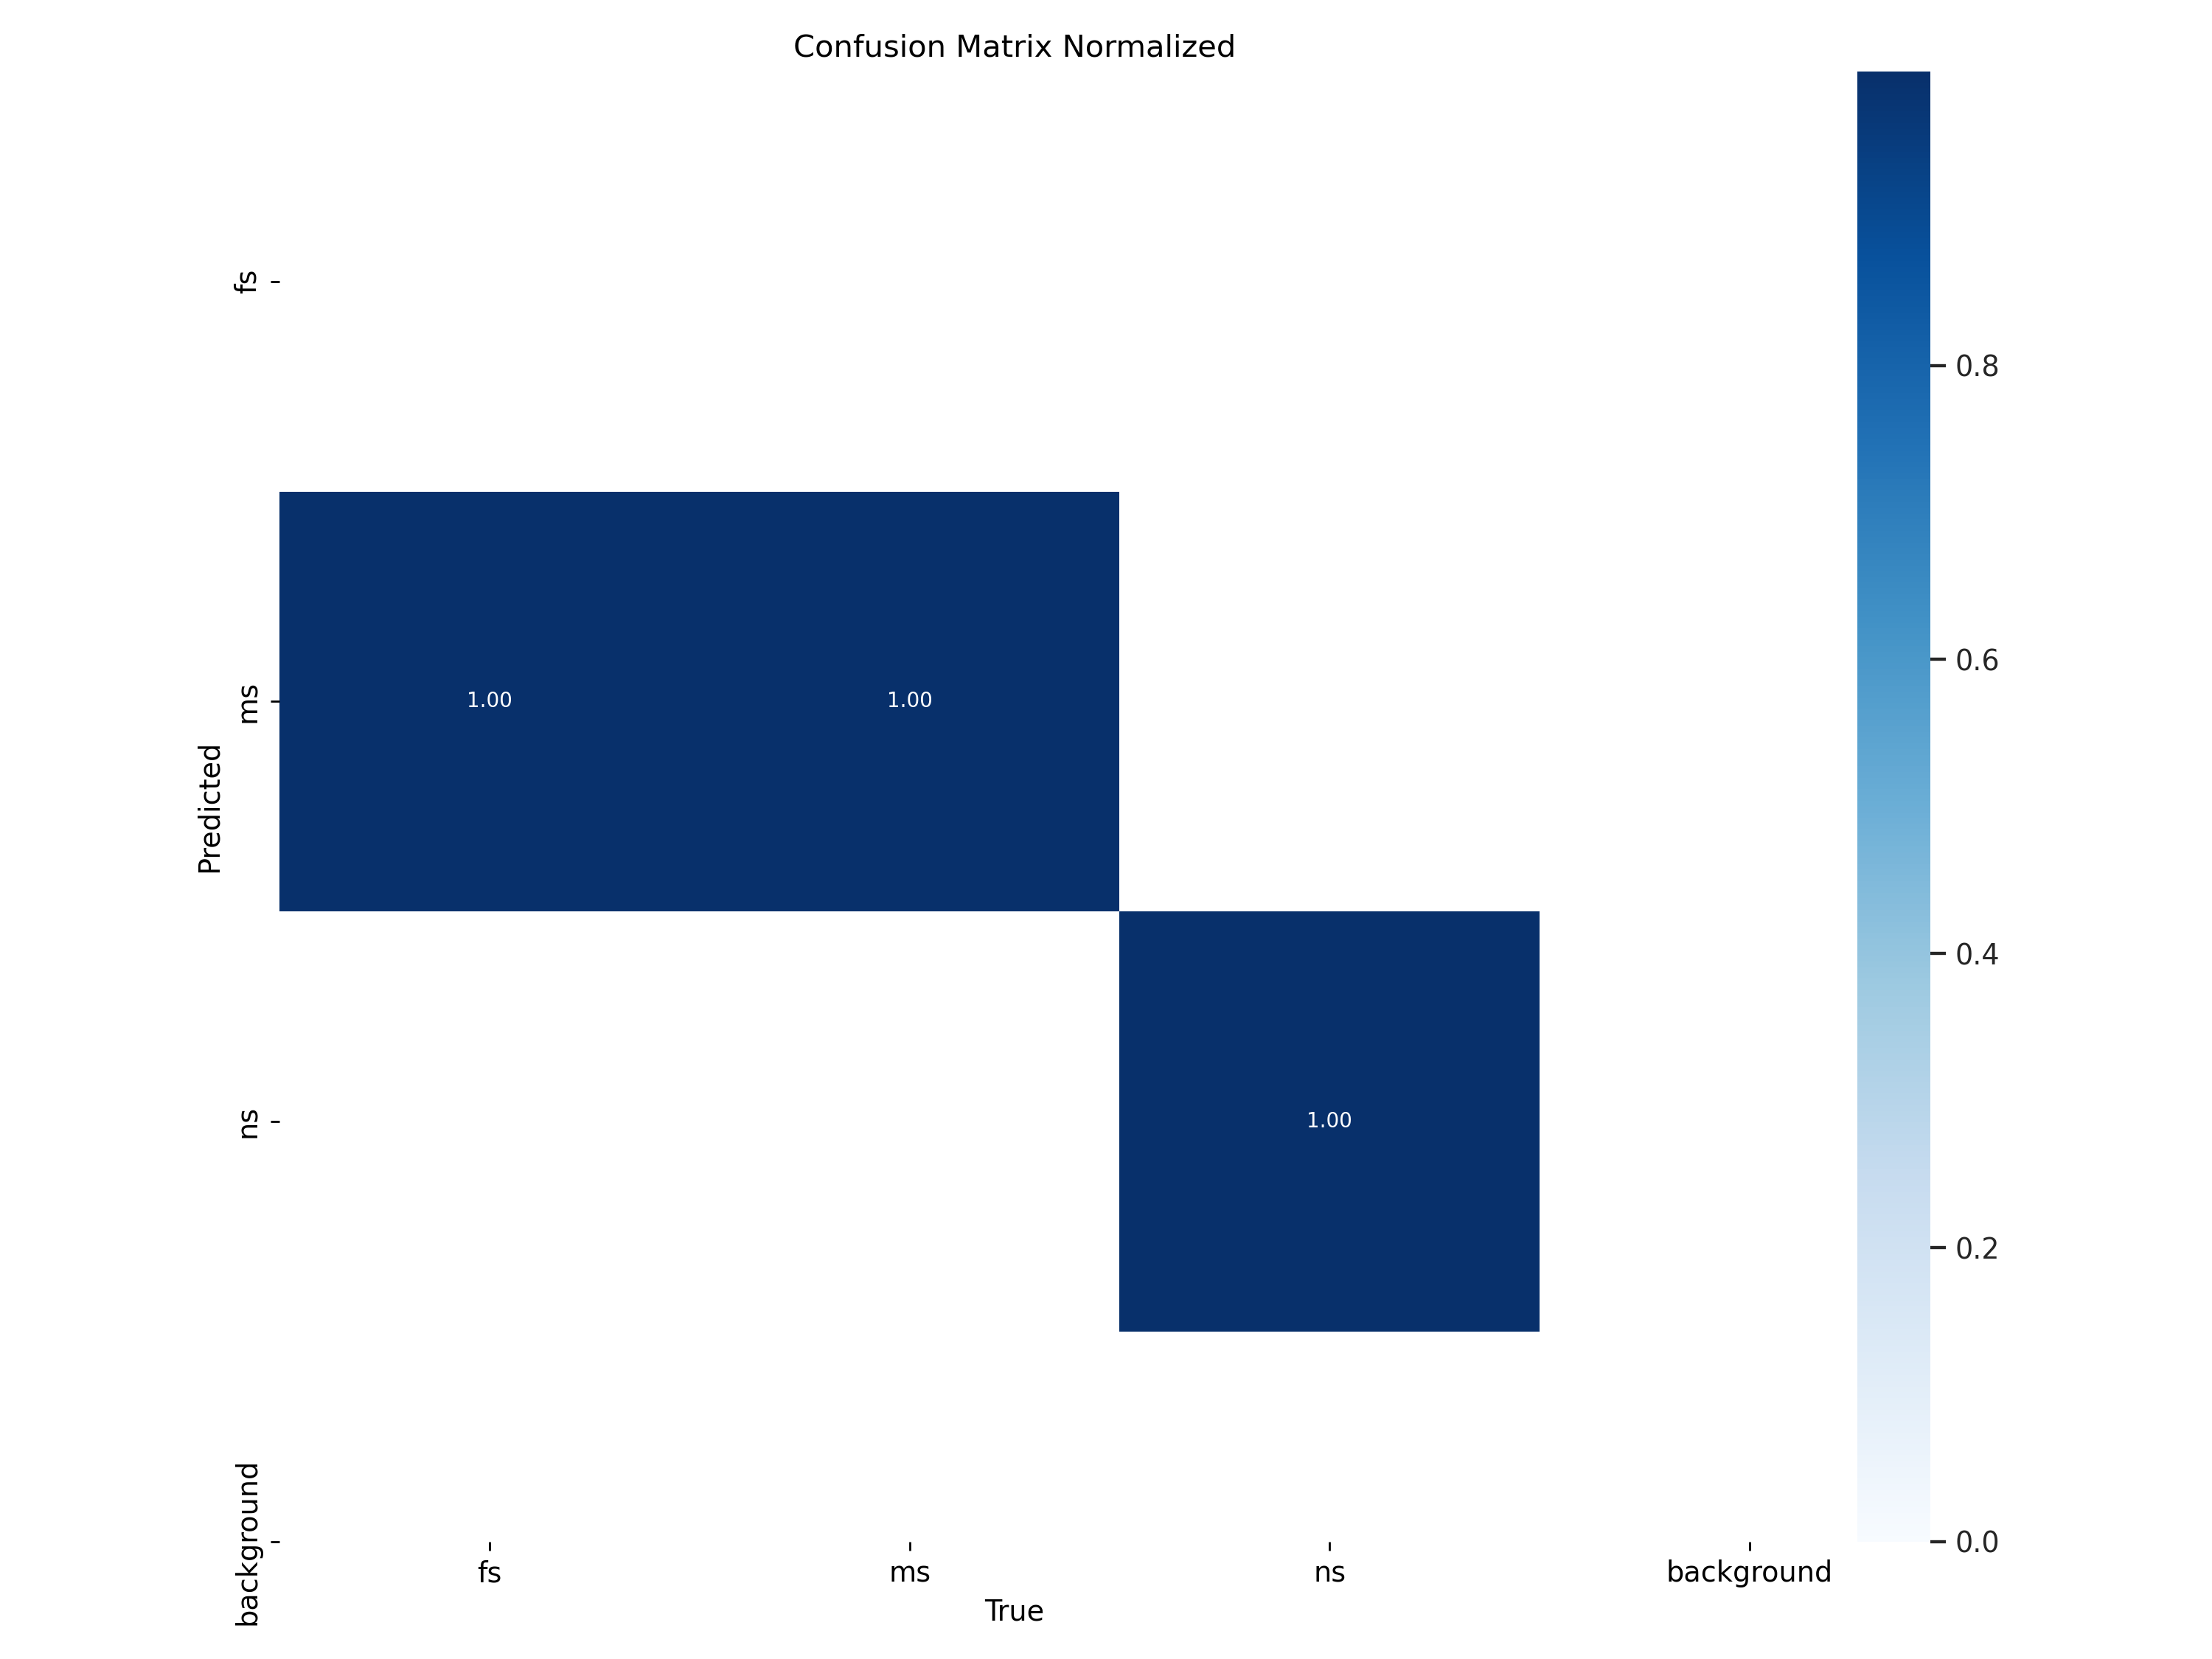 Confusion Matrix Normalized
fs
ms
ns
background
Predicted
1.00
1.00
1.00
fs
ms
ns
background
True
0.8
0.6
0.4
0.2
0.0